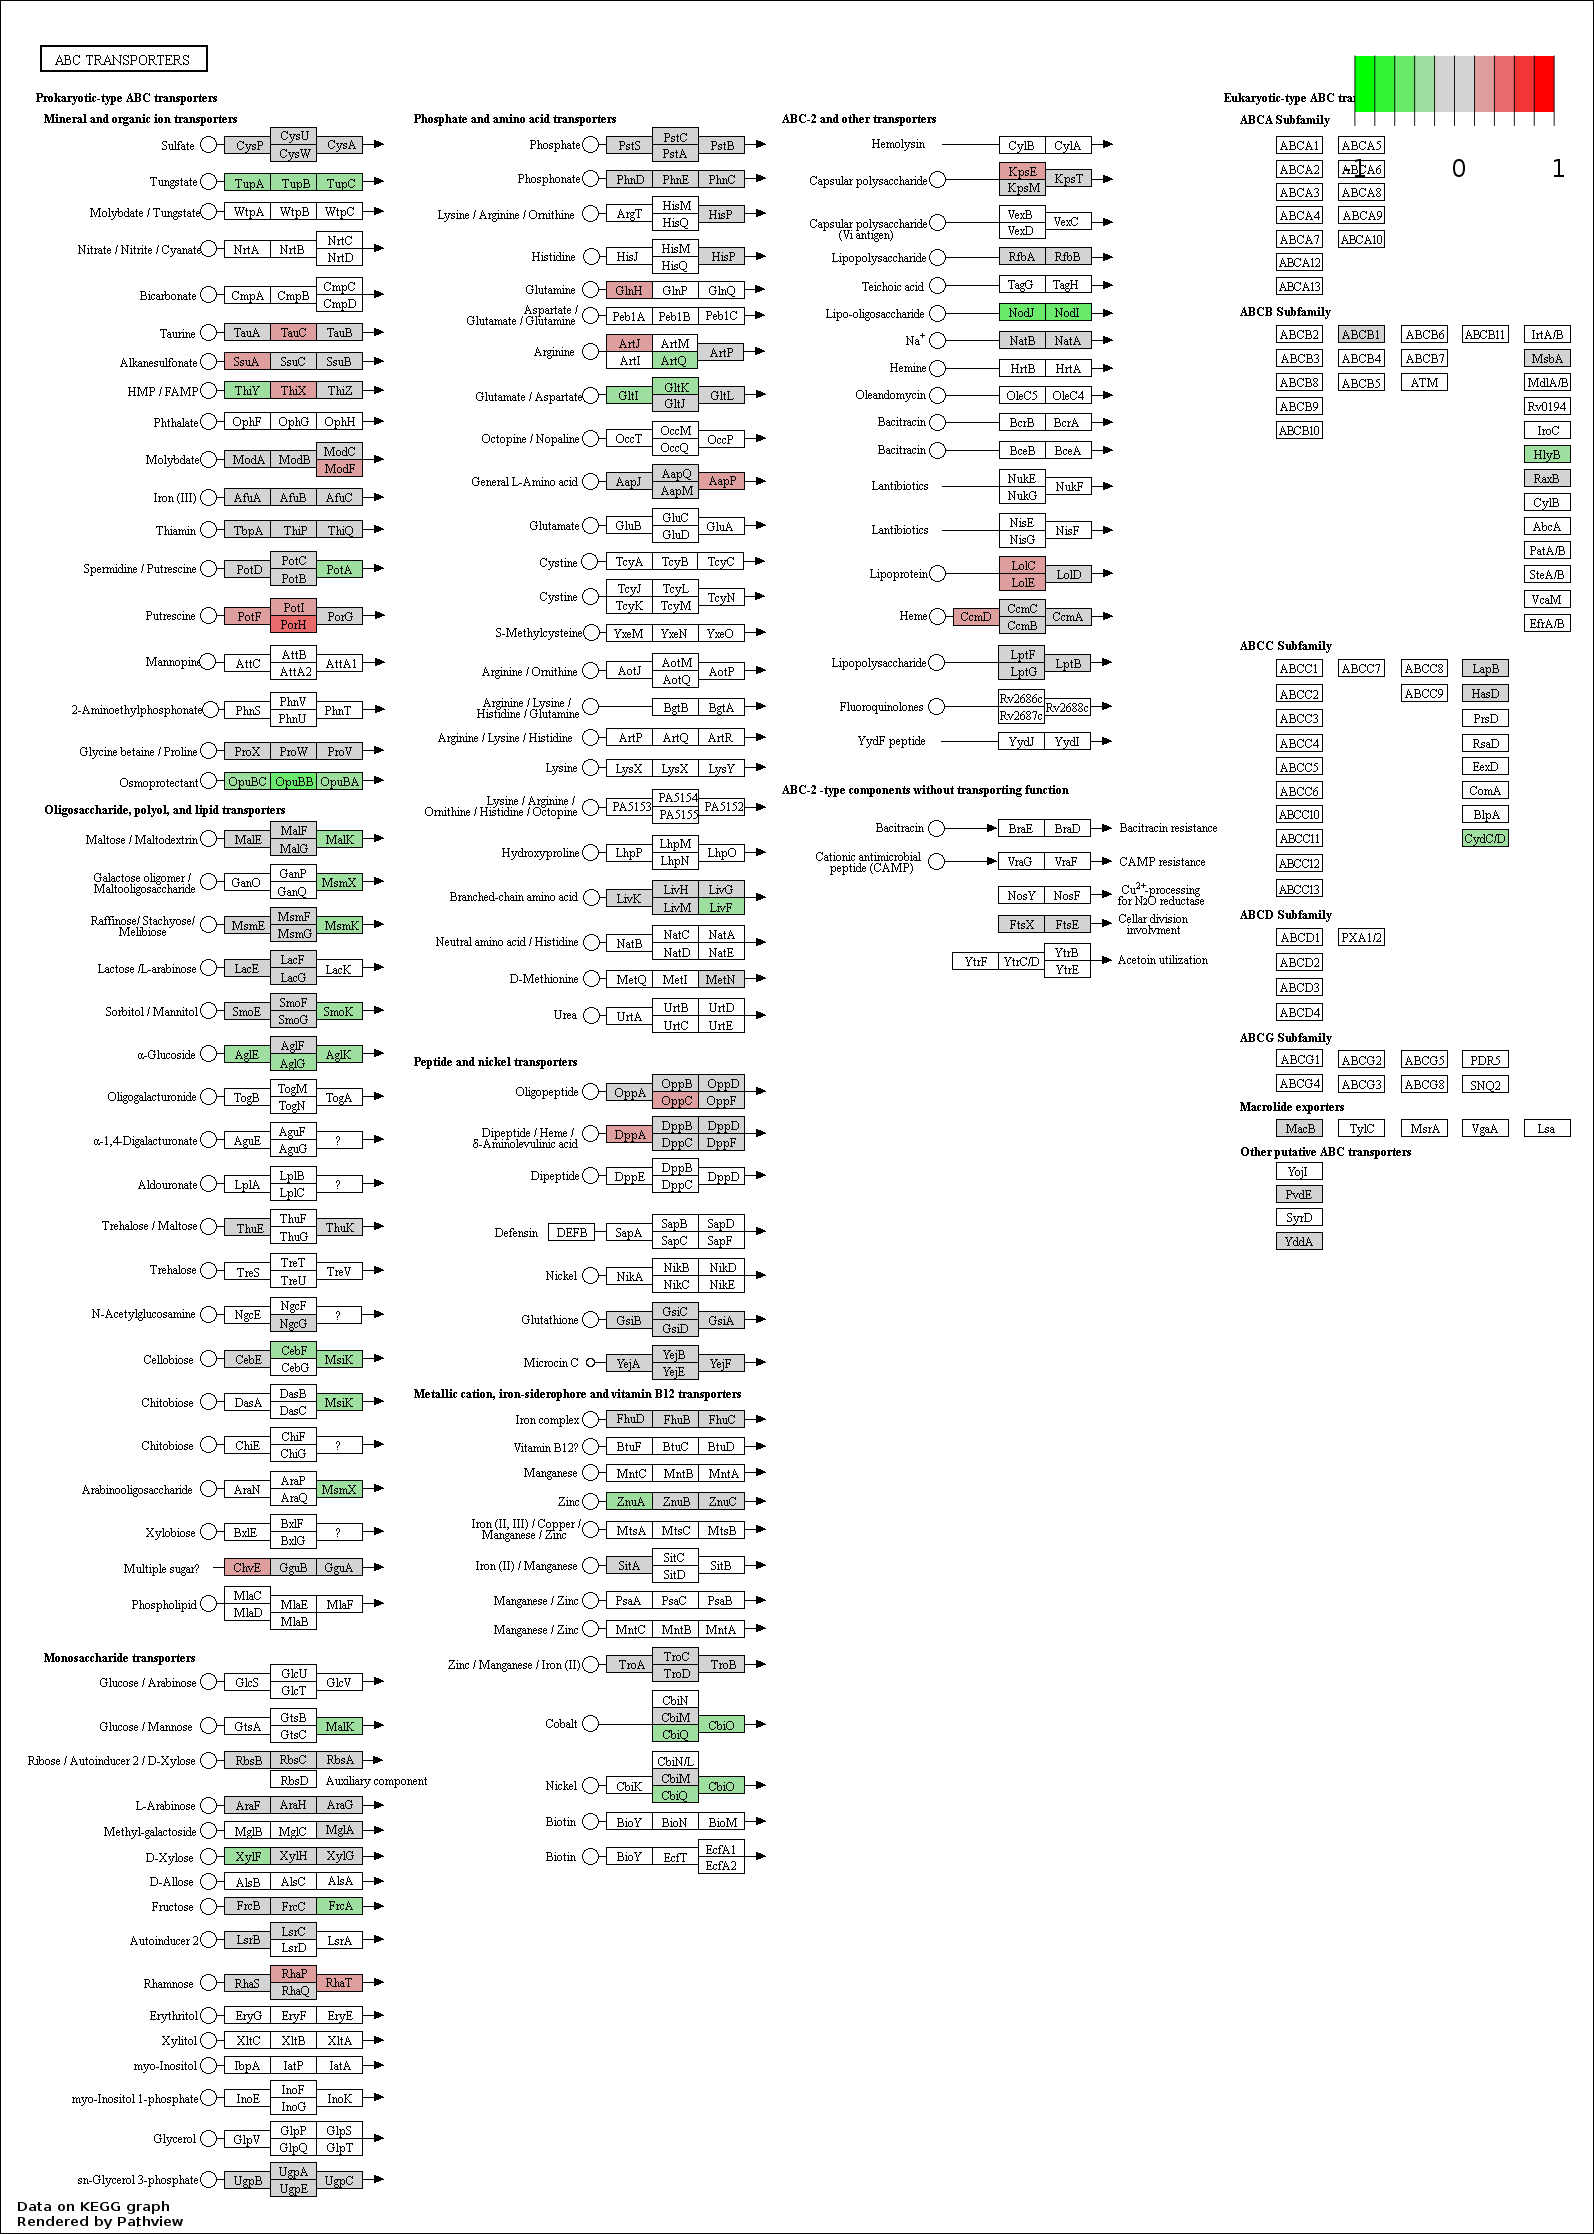 ABC TRANSPORTERS
-1 0 1
Prokaryotic-type ABC transporters
Mineral and organic ion transporters
Sulfate CysP CysU CysW CysA
Tungstate TupA TupB TupC
Molybdate / Tungstate WtpA WtpB WtpC
Nitrate / Nitrite / Cyanate NrtA NrtB NrtC NrtD
Bicarbonate CmpA CmpB CmpC CmpD
Taurine TauA TauC TauB
Alkanesulfonate SsuA SsuC SsuB
HMP / FAMP ThiY ThiX ThiZ
Phthalate OphF OphG OphH
Molybdate ModA ModB ModC ModF
Iron (III) AfuA AfuB AfuC
Thiamin TbpA ThiP ThiQ
Spermidine / Putrescine PotD PotC PotB PotA
Putrescine PotF PotI PorH PorG
Mannopine AttC AttB AttA2 AttA1
2-Aminoethylphosphonate PhnS PhnV PhnU PhnT
Glycine betaine / Proline ProX ProW ProV
Osmoprotectant OpuBC OpuBB OpuBA
Oligosaccharide, polyol, and lipid transporters
Maltose / Maltodextrin MalE MalF MalG MalK
Galactose oligomer / Maltooligosaccharide GanO GanP GanQ MsmX
Raffinose / Stachyose / Melibiose MsmE MsmF MsmG MsmK
Lactose /L-arabinose LacE LacF LacG LacK
Sorbitol / Mannitol SmoE SmoF SmoG SmoK
α-Glucoside AglE AglF AglG AglK
Oligogalacturonide TogB TogM TogN TogA
α-1,4-Digalacturonate AguE AguF AguG ?
Aldouronate LplA LplB LplC ?
Trehalose / Maltose ThuE ThuF ThuG ThuK
Trehalose TreS TreT TreU TreV
N-Acetylglucosamine NgcE NgcF NgcG ?
Cellobiose CebE CebF CebG MsiK
Chitobiose DasA DasB DasC MsiK
Chitobiose ChiE ChiF ChiG ?
Arabinooligosaccharide AraN AraP AraQ MsmX
Xylobiose BxlE BxlF BxlG ?
Multiple sugar? ChvE GguB GguA
Phospholipid MlaC MlaD MlaE MlaB MlaF
Monosaccharide transporters
Glucose / Arabinose GlcS GlcU GlcT GlcV
Glucose / Mannose GtsA GtsB GtsC MalK
Ribose / Autoinducer 2 / D-Xylose RbsB RbsC RbsA
RbsD Auxiliary component
L-Arabinose AraF AraH AraG
Methyl-galactoside MglB MglC MglA
D-Xylose XylF XylH XylG
D-Allose AlsB AlsC AlsA
Fructose FrcB FrcC FrcA
Autoinducer 2 LsrB LsrC LsrD LsrA
Rhamnose RhaS RhaP RhaQ RhaT
Erythritol EryG EryF EryE
Xylitol XltC XltB XltA
myo-Inositol IbpA IatP IatA
myo-Inositol 1-phosphate InoE InoF InoG InoK
Glycerol GlpV GlpP GlpQ GlpS GlpT
sn-Glycerol 3-phosphate UgpB UgpA UgpE UgpC
Phosphate and amino acid transporters
Phosphate PstS PstC PstA PstB
Phosphonate PhnD PhnE PhnC
Lysine / Arginine / Ornithine ArgT HisM HisQ HisP
Histidine HisJ HisM HisQ HisP
Glutamine GlnH GlnP GlnQ
Aspartate / Glutamate / Glutamine Peb1A Peb1B Peb1C
Arginine ArtJ ArtI ArtM ArtQ ArtP
Glutamate / Aspartate GltI GltK GltJ GltL
Octopine / Nopaline OccT OccM OccQ OccP
General L-Amino acid AapJ AapQ AapM AapP
Glutamate GluB GluC GluD GluA
Cystine TcyA TcyB TcyC
Cystine TcyJ TcyK TcyL TcyM TcyN
S-Methylcysteine YxeM YxeN YxeO
Arginine / Ornithine AotJ AotM AotQ AotP
Arginine / Lysine / Histidine / Glutamine BgtB BgtA
Arginine / Lysine / Histidine ArtP ArtQ ArtR
Lysine LysX LysX LysY
Lysine / Arginine / Ornithine / Histidine / Octopine PA5153 PA5154 PA5155 PA5152
Hydroxyproline LhpP LhpM LhpN LhpO
Branched-chain amino acid LivK LivH LivM LivG LivF
Neutral amino acid / Histidine NatB NatC NatD NatA NatE
D-Methionine MetQ MetI MetN
Urea UrtA UrtB UrtC UrtD UrtE
Peptide and nickel transporters
Oligopeptide OppA OppB OppC OppD OppF
Dipeptide / Heme / δ-Aminolevulinic acid DppA DppB DppC DppD DppF
Dipeptide DppE DppB DppC DppD
Defensin DEFB SapA SapB SapC SapD SapF
Nickel NikA NikB NikC NikD NikE
Glutathione GsiB GsiC GsiD GsiA
Microcin C YejA YejB YejE YejF
Metallic cation, iron-siderophore and vitamin B12 transporters
Iron complex FhuD FhuB FhuC
Vitamin B12? BtuF BtuC BtuD
Manganese MntC MntB MntA
Zinc ZnuA ZnuB ZnuC
Iron (II, III) / Copper / Manganese / Zinc MtsA MtsC MtsB
Iron (II) / Manganese SitA SitC SitD SitB
Manganese / Zinc PsaA PsaC PsaB
Manganese / Zinc MntC MntB MntA
Zinc / Manganese / Iron (II) TroA TroC TroD TroB
Cobalt CbiN CbiM CbiQ CbiO
Nickel CbiK CbiN/L CbiM CbiQ CbiO
Biotin BioY BioN BioM
Biotin BioY EcfT EcfA1 EcfA2
ABC-2 and other transporters
Hemolysin CylB CylA
Capsular polysaccharide KpsE KpsM KpsT
Capsular polysaccharide (Vi antigen) VexB VexD VexC
Lipopolysaccharide RfbA RfbB
Teichoic acid TagG TagH
Lipo-oligosaccharide NodJ NodI
Na+ NatB NatA
Hemine HrtB HrtA
Oleandomycin OleC5 OleC4
Bacitracin BcrB BcrA
Bacitracin BceB BceA
Lantibiotics NukE NukG NukF
Lantibiotics NisE NisG NisF
Lipoprotein LolC LolE LolD
Heme CcmD CcmC CcmB CcmA
Lipopolysaccharide LptF LptG LptB
Fluoroquinolones Rv2686c Rv2687c Rv2688c
YydF peptide YydJ YydI
ABC-2 -type components without transporting function
Bacitracin BraE BraD Bacitracin resistance
Cationic antimicrobial peptide (CAMP) VraG VraF CAMP resistance
NosY NosF Cu2+-processing for N2O reductase
FtsX FtsE Cellar division involvment
YtrF YtrC/D YtrB YtrE Acetoin utilization
Eukaryotic-type ABC tra
ABCA Subfamily
ABCA1 ABCA5
ABCA2 ABCA6
ABCA3 ABCA8
ABCA4 ABCA9
ABCA7 ABCA10
ABCA12
ABCA13
ABCB Subfamily
ABCB2 ABCB1 ABCB6 ABCB11 IrtA/B
ABCB3 ABCB4 ABCB7 MsbA
ABCB8 ABCB5 ATM MdlA/B
ABCB9 Rv0194
ABCB10 IroC
HlyB
RaxB
CylB
AbcA
PatA/B
SteA/B
VcaM
EfrA/B
ABCC Subfamily
ABCC1 ABCC7 ABCC8 LapB
ABCC2 ABCC9 HasD
ABCC3 PrsD
ABCC4 RsaD
ABCC5 EexD
ABCC6 ComA
ABCC10 BlpA
ABCC11 CydC/D
ABCC12
ABCC13
ABCD Subfamily
ABCD1 PXA1/2
ABCD2
ABCD3
ABCD4
ABCG Subfamily
ABCG1 ABCG2 ABCG5 PDR5
ABCG4 ABCG3 ABCG8 SNQ2
Macrolide exporters
MacB TylC MsrA VgaA Lsa
Other putative ABC transporters
YojI
PvdE
SyrD
YddA
Data on KEGG graph
Rendered by Pathview